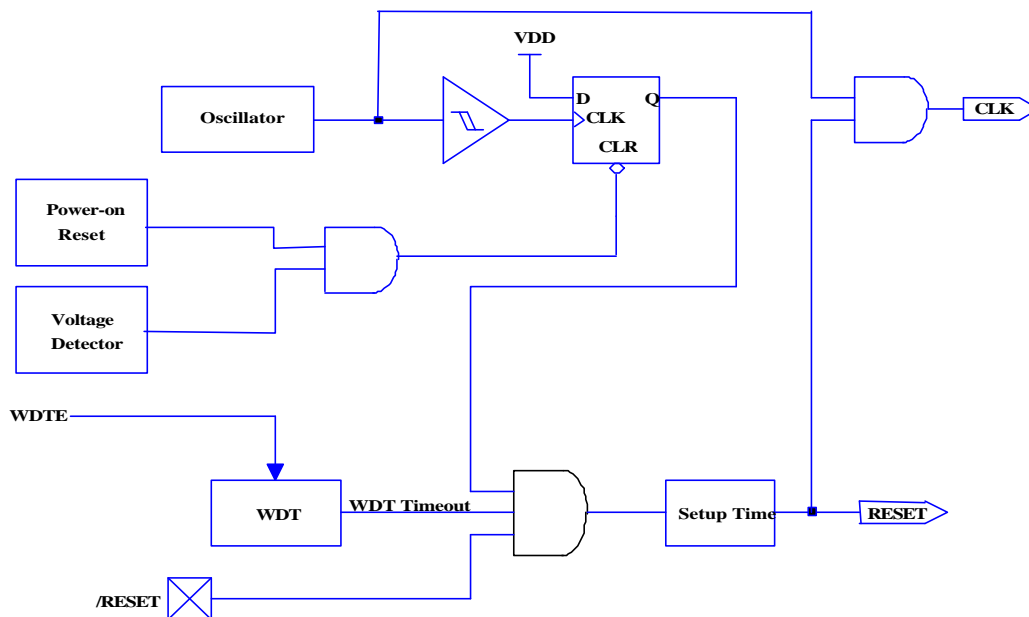 VDD
Oscillator
D
Q
CLK
CLR
CLK
Power-on
Reset
Voltage
Detector
WDTE
WDT
WDT Timeout
Setup Time
RESET
/RESET